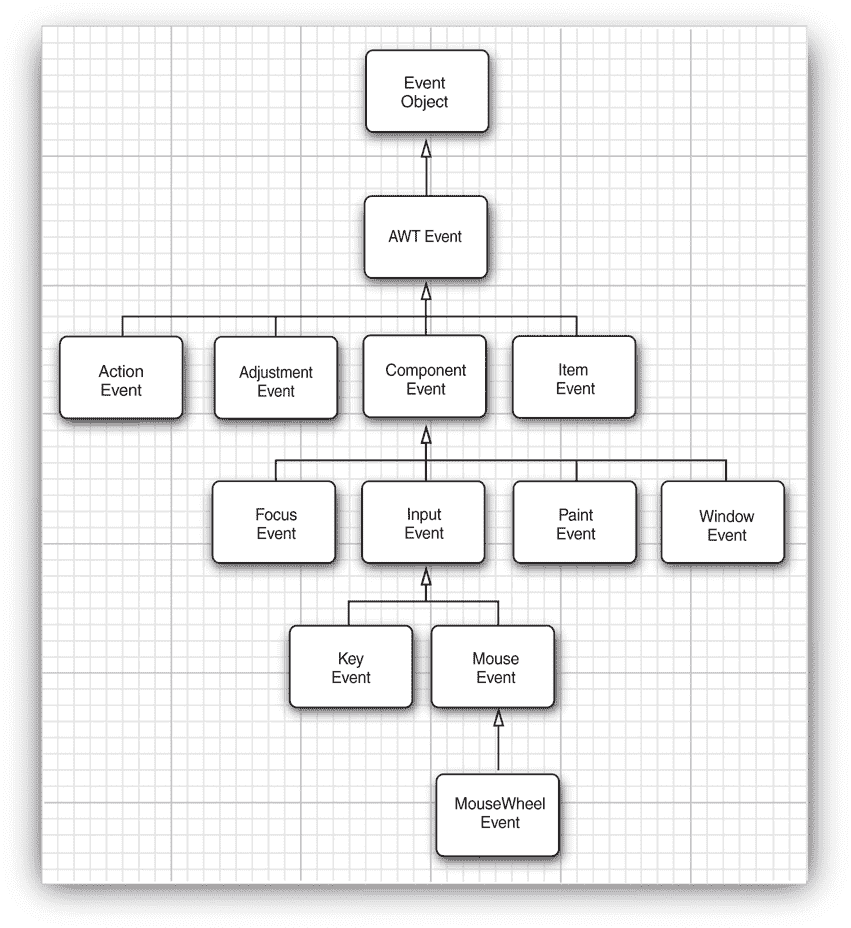 Event
Object
AWT Event
Action
Event
Adjustment
Event
Component
Event
Item
Event
Focus
Event
Input
Event
Paint
Event
Window
Event
Key
Event
Mouse
Event
MouseWheel
Event